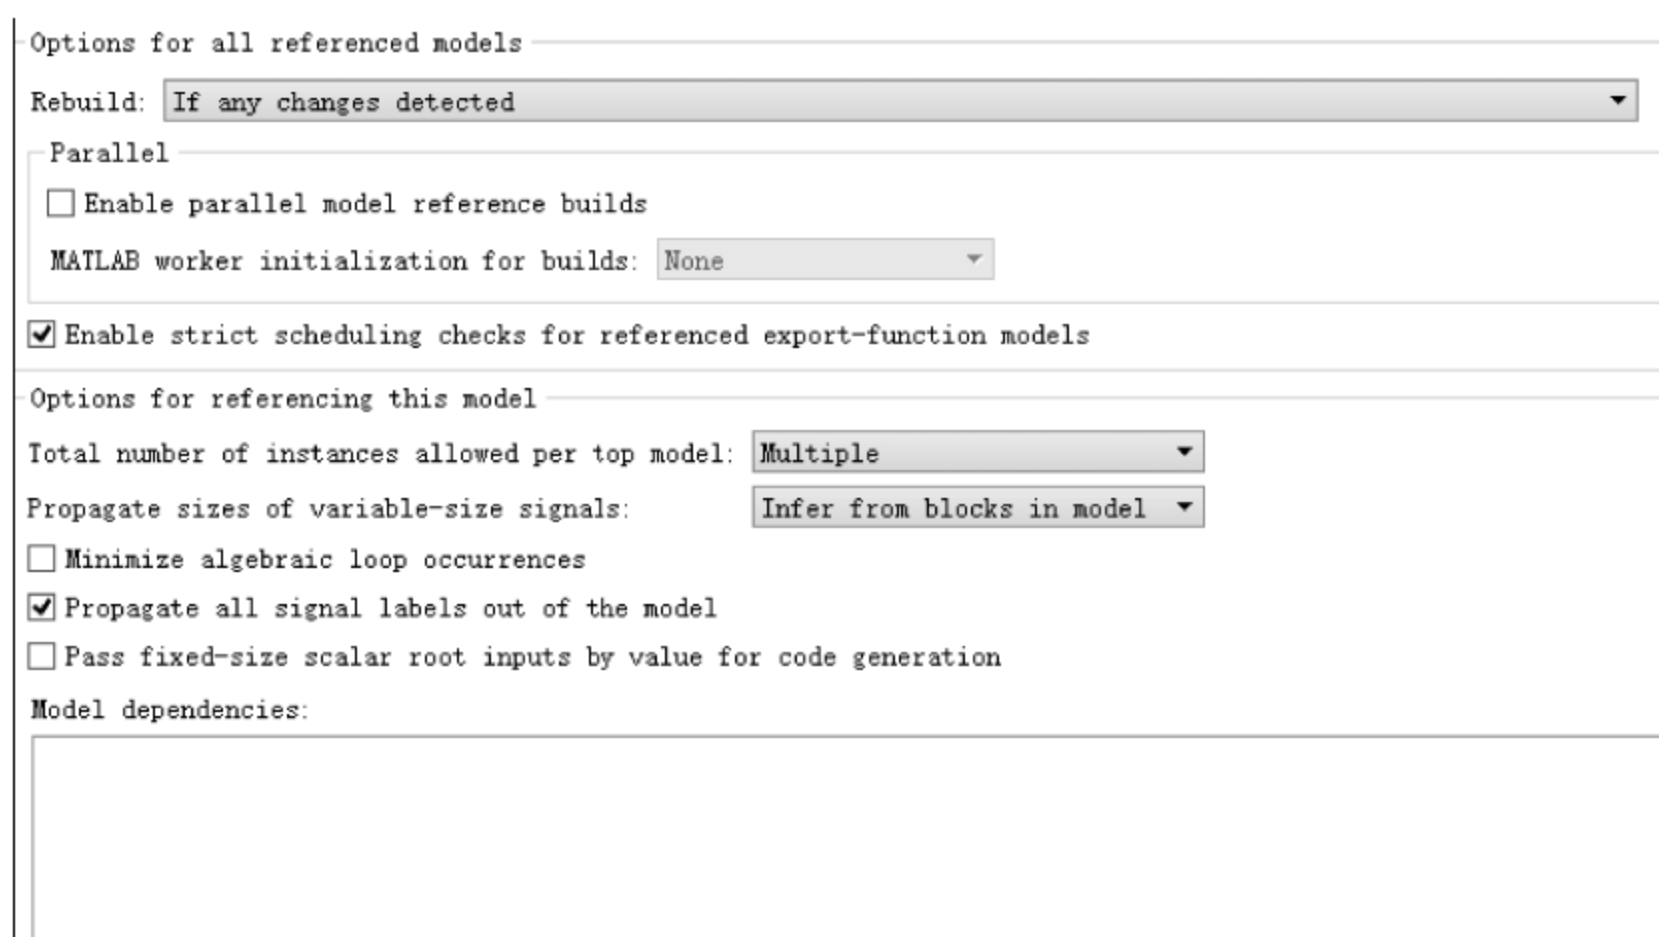 Options for all referenced models
Rebuild: If any changes detected
Parallel
Enable parallel model reference builds
MATLAB worker initialization for builds: None
Enable strict scheduling checks for referenced export-function models
Options for referencing this model
Total number of instances allowed per top model: Multiple
Propagate sizes of variable-size signals: Infer from blocks in model
Minimize algebraic loop occurrences
Propagate all signal labels out of the model
Pass fixed-size scalar root inputs by value for code generation
Model dependencies: